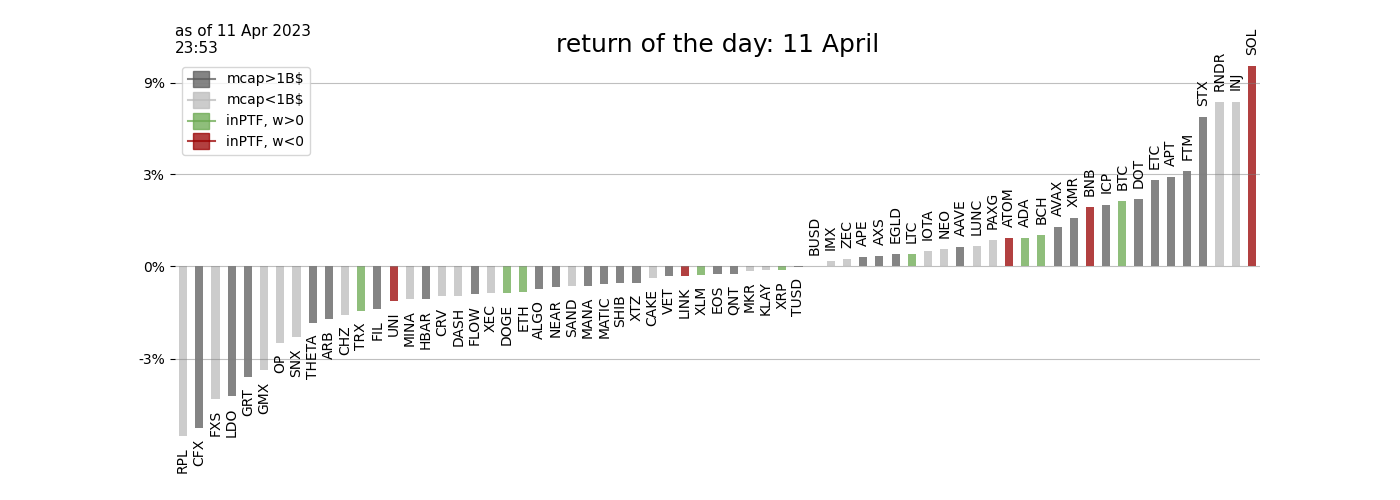 as of 11 Apr 2023
23:53
return of the day: 11 April
mcap>1B$
mcap<1B$
inPTF, w>0
inPTF, w<0
9%
3%
0%
-3%
RPL
CFX
FXS
LDO
GRT
GMX
OP
SNX
THETA
ARB
CHZ
TRX
FIL
UNI
MINA
HBAR
CRV
DASH
FLOW
XEC
DOGE
ETH
ALGO
NEAR
SAND
MANA
MATIC
SHIB
XTZ
CAKE
VET
LINK
XLM
EOS
QNT
MKR
KLAY
XRP
TUSD
BUSD
IMX
ZEC
APE
AXS
EGLD
LTC
IOTA
NEO
AAVE
LUNC
PAXG
ATOM
ADA
BCH
AVAX
XMR
BNB
ICP
BTC
DOT
ETC
APT
FTM
STX
RNDR
INJ
SOL